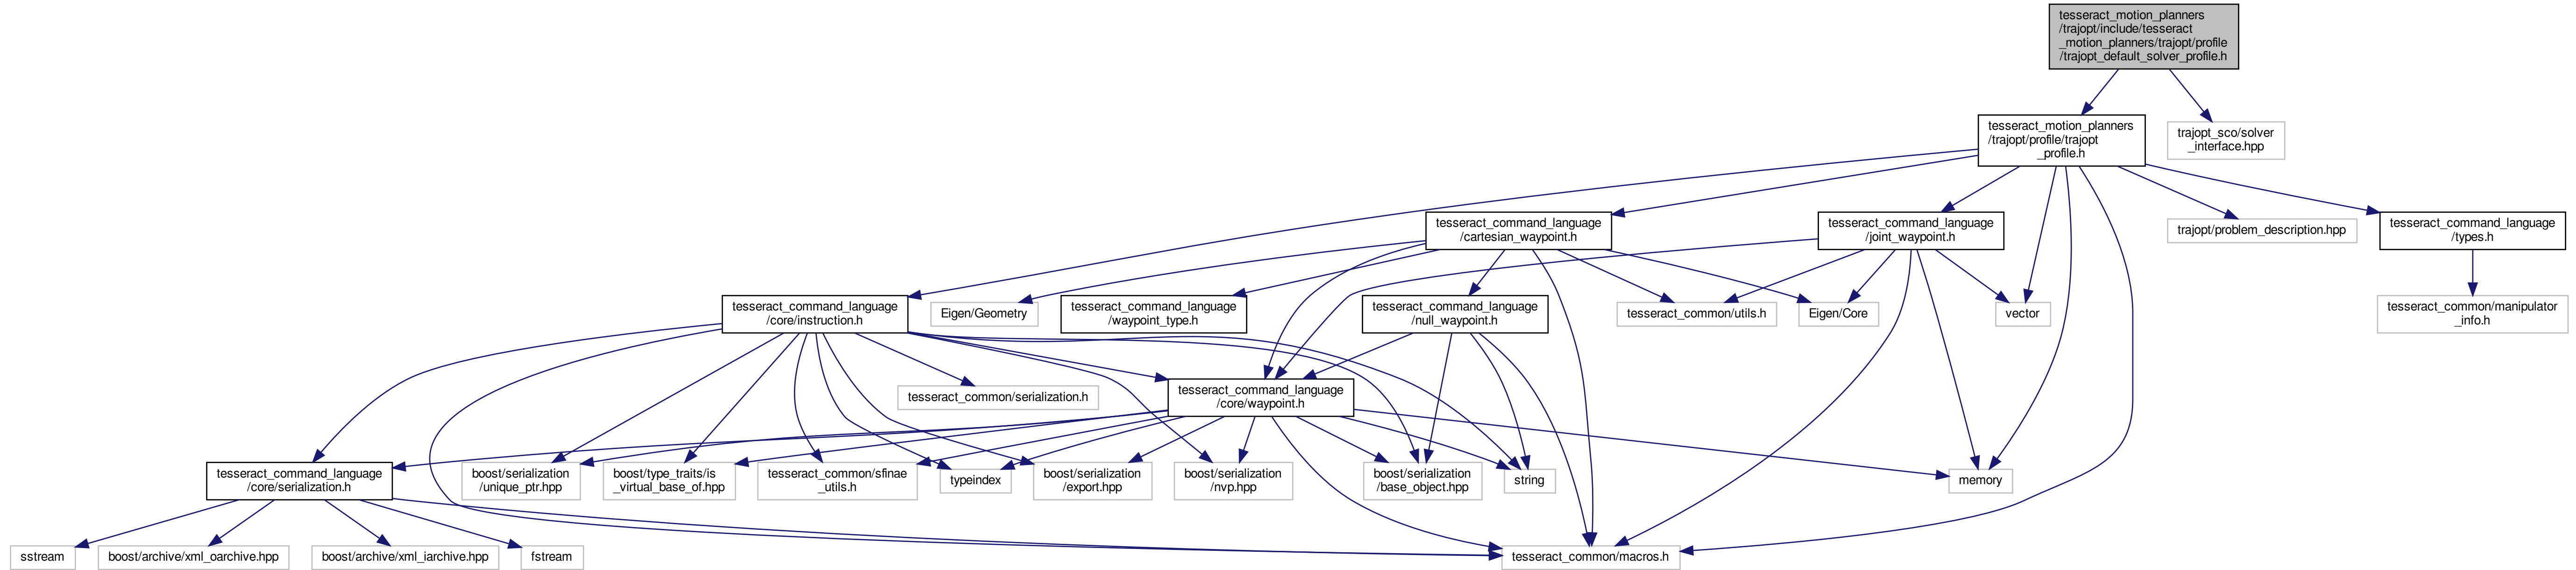 tesseract_motion_planners
/trajopt/include/tesseract
_motion_planners/trajopt/profile
/trajopt_default_solver_profile.h
tesseract_motion_planners
/trajopt/profile/trajopt
_profile.h
trajopt_sco/solver
_interface.hpp
tesseract_command_language
/cartesian_waypoint.h
tesseract_command_language
/joint_waypoint.h
trajopt/problem_description.hpp
tesseract_command_language
/types.h
tesseract_command_language
/core/instruction.h
Eigen/Geometry
tesseract_command_language
/waypoint_type.h
tesseract_command_language
/null_waypoint.h
tesseract_common/utils.h
Eigen/Core
vector
tesseract_common/manipulator
_info.h
tesseract_common/serialization.h
tesseract_command_language
/core/waypoint.h
tesseract_command_language
/core/serialization.h
boost/serialization
/unique_ptr.hpp
boost/type_traits/is
_virtual_base_of.hpp
tesseract_common/sfinae
_utils.h
typeindex
boost/serialization
/export.hpp
boost/serialization
/nvp.hpp
boost/serialization
/base_object.hpp
string
memory
sstream
boost/archive/xml_oarchive.hpp
boost/archive/xml_iarchive.hpp
fstream
tesseract_common/macros.h